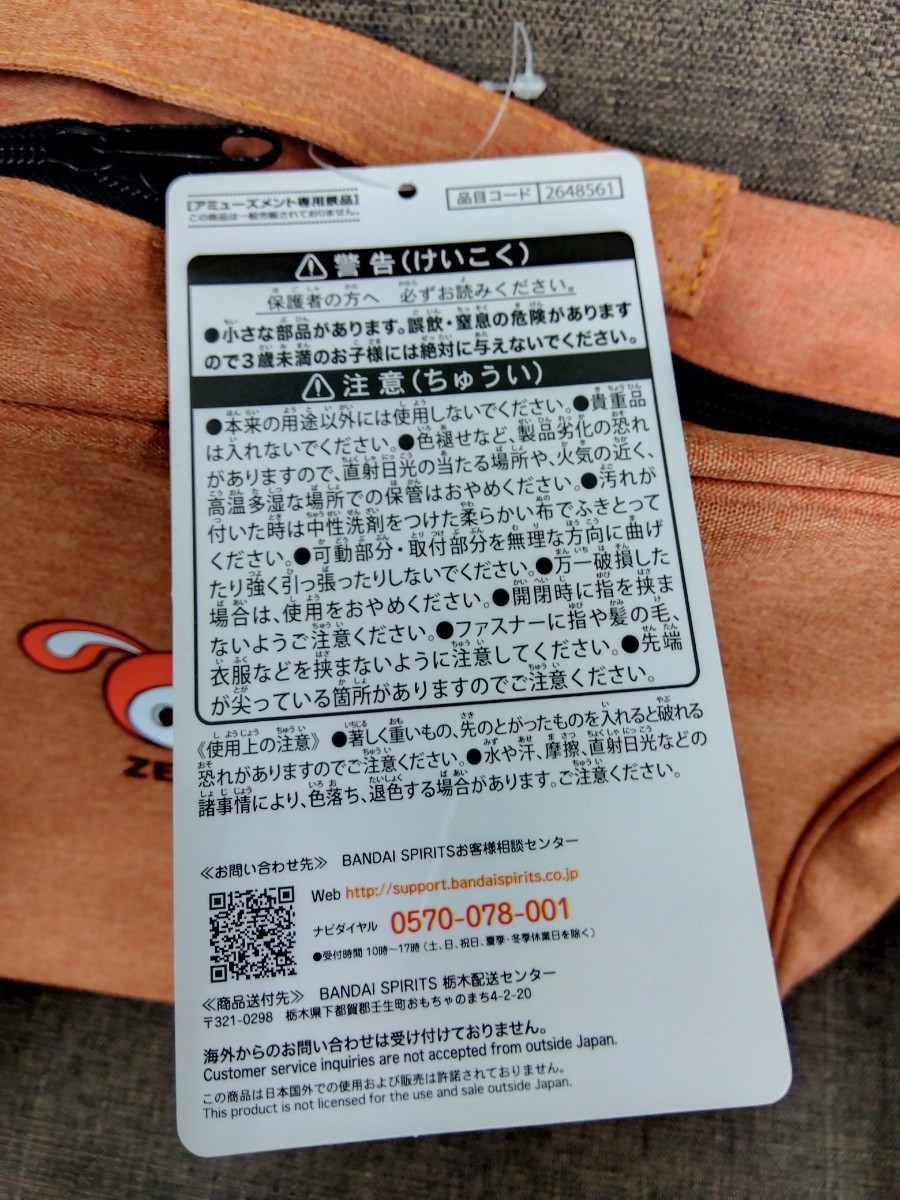 [アミューズメント専用景品]
この商品は一般市販されておりません。
品目コード 2648561
⚠ 警告(けいこく)
保護者の方へ 必ずお読みください。
●小さな部品があります。誤飲・窒息の危険があります
ので3歳未満のお子様には絶対に与えないでください。
⚠ 注意(ちゅうい)
●本来の用途以外には使用しないでください。●貴重品
は入れないでください。●色褪せなど、製品劣化の恐れ
がありますので、直射日光の当たる場所や、火気の近く、
高温多湿な場所での保管はおやめください。●汚れが
付いた時は中性洗剤をつけた柔らかい布でふきとって
ください。●可動部分・取付部分を無理な方向に曲げ
たり強く引っ張ったりしないでください。●万一破損した
場合は、使用をおやめください。●開閉時に指を挟ま
ないようご注意ください。●ファスナーに指や髪の毛、
衣服などを挟まないように注意してください。●先端
が尖っている箇所がありますのでご注意ください。
《使用上の注意》 ●著しく重いもの、先のとがったものを入れると破れる
恐れがありますのでご注意ください。●水や汗、摩擦、直射日光などの
諸事情により、色落ち、退色する場合があります。ご注意ください。
≪お問い合わせ先≫ BANDAI SPIRITSお客様相談センター
Web http://support.bandaispirits.co.jp
ナビダイヤル 0570-078-001
●受付時間 10時～17時(土、日、祝日、夏季・冬季休業日を除く)
≪商品送付先≫ BANDAI SPIRITS 栃木配送センター
〒321-0298 栃木県下都賀郡壬生町おもちゃのまち4-2-20
海外からのお問い合わせは受け付けておりません。
Customer service inquiries are not accepted from outside Japan.
この商品は日本国外での使用および販売は許諾されておりません。
This product is not licensed for the use and sale outside Japan.